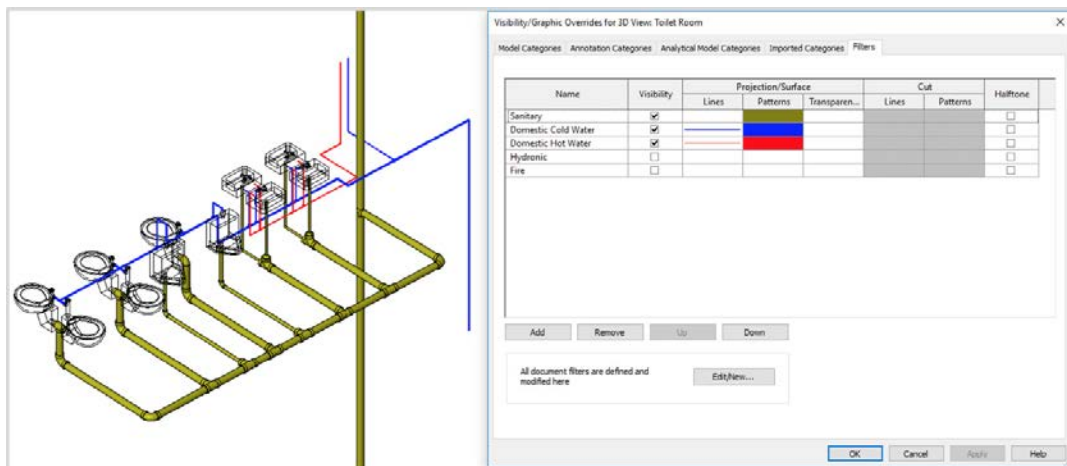 Visibility/Graphic Overrides for 3D View: Toilet Room
Model Categories Annotation Categories Analytical Model Categories Imported Categories Filters
Name Visibility Projection/Surface Cut Halftone
Lines Patterns Transparen... Lines Patterns
Sanitary
Domestic Cold Water
Domestic Hot Water
Hydronic
Fire
Add Remove Up Down
All document filters are defined and
modified here
Edit/New...
OK Cancel Apply Help